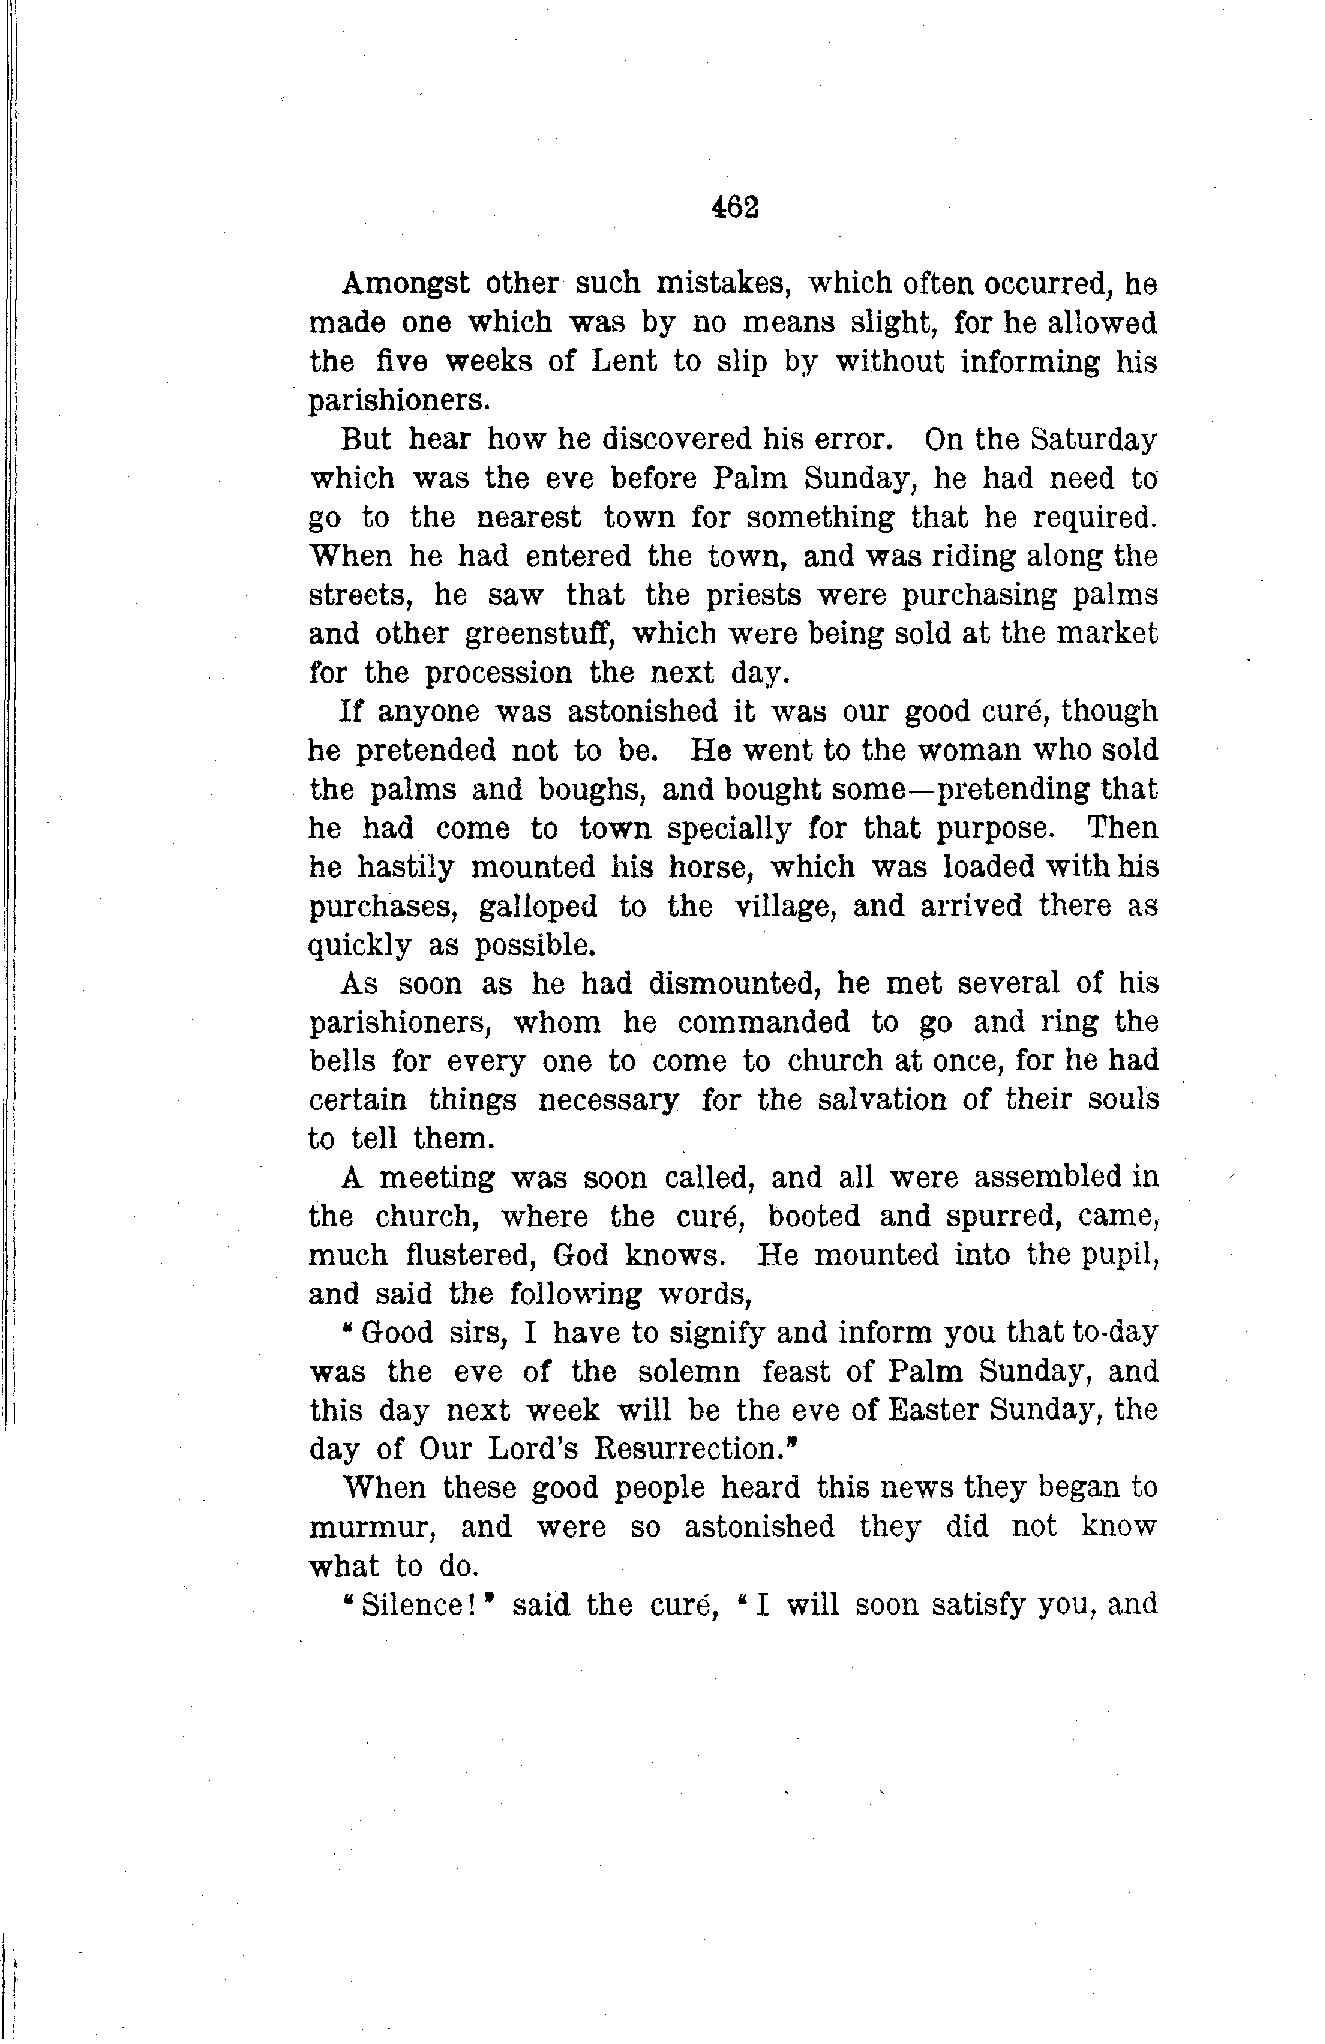 462
Amongst other such mistakes, which often occurred, he
made one which was by no means slight, for he allowed
the five weeks of Lent to slip by without informing his
parishioners.
But hear how he discovered his error. On the Saturday
which was the eve before Palm Sunday, he had need to
go to the nearest town for something that he required.
When he had entered the town, and was riding along the
streets, he saw that the priests were purchasing palms
and other greenstuff, which were being sold at the market
for the procession the next day.
If anyone was astonished it was our good curé, though
he pretended not to be. He went to the woman who sold
the palms and boughs, and bought some—pretending that
he had come to town specially for that purpose. Then
he hastily mounted his horse, which was loaded with his
purchases, galloped to the village, and arrived there as
quickly as possible.
As soon as he had dismounted, he met several of his
parishioners, whom he commanded to go and ring the
bells for every one to come to church at once, for he had
certain things necessary for the salvation of their souls
to tell them.
A meeting was soon called, and all were assembled in
the church, where the curé, booted and spurred, came,
much flustered, God knows. He mounted into the pupil,
and said the following words,
"Good sirs, I have to signify and inform you that to-day
was the eve of the solemn feast of Palm Sunday, and
this day next week will be the eve of Easter Sunday, the
day of Our Lord's Resurrection."
When these good people heard this news they began to
murmur, and were so astonished they did not know
what to do.
"Silence!" said the curé, "I will soon satisfy you, and